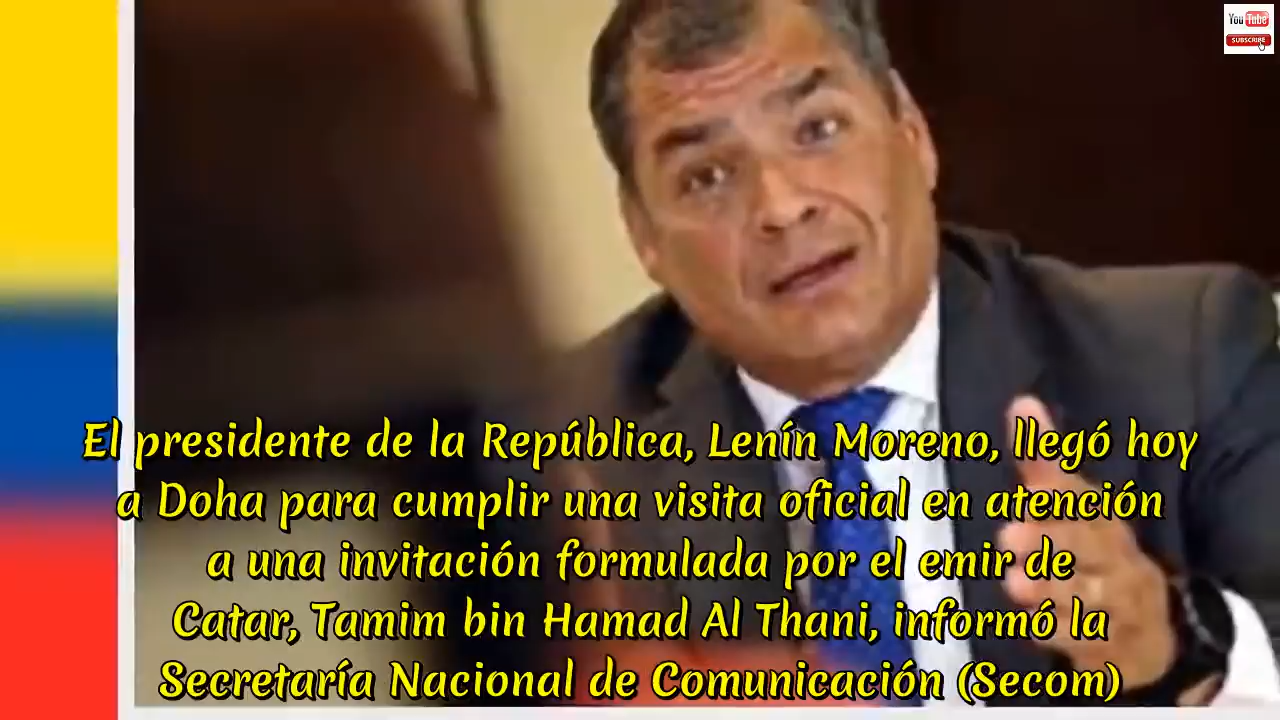 You Tube
SUBSCRIBE
El presidente de la República, Lenín Moreno, llegó hoy
a Doha para cumplir una visita oficial en atención
a una invitación formulada por el emir de
Catar, Tamim bin Hamad Al Thani, informó la
Secretaría Nacional de Comunicación (Secom)